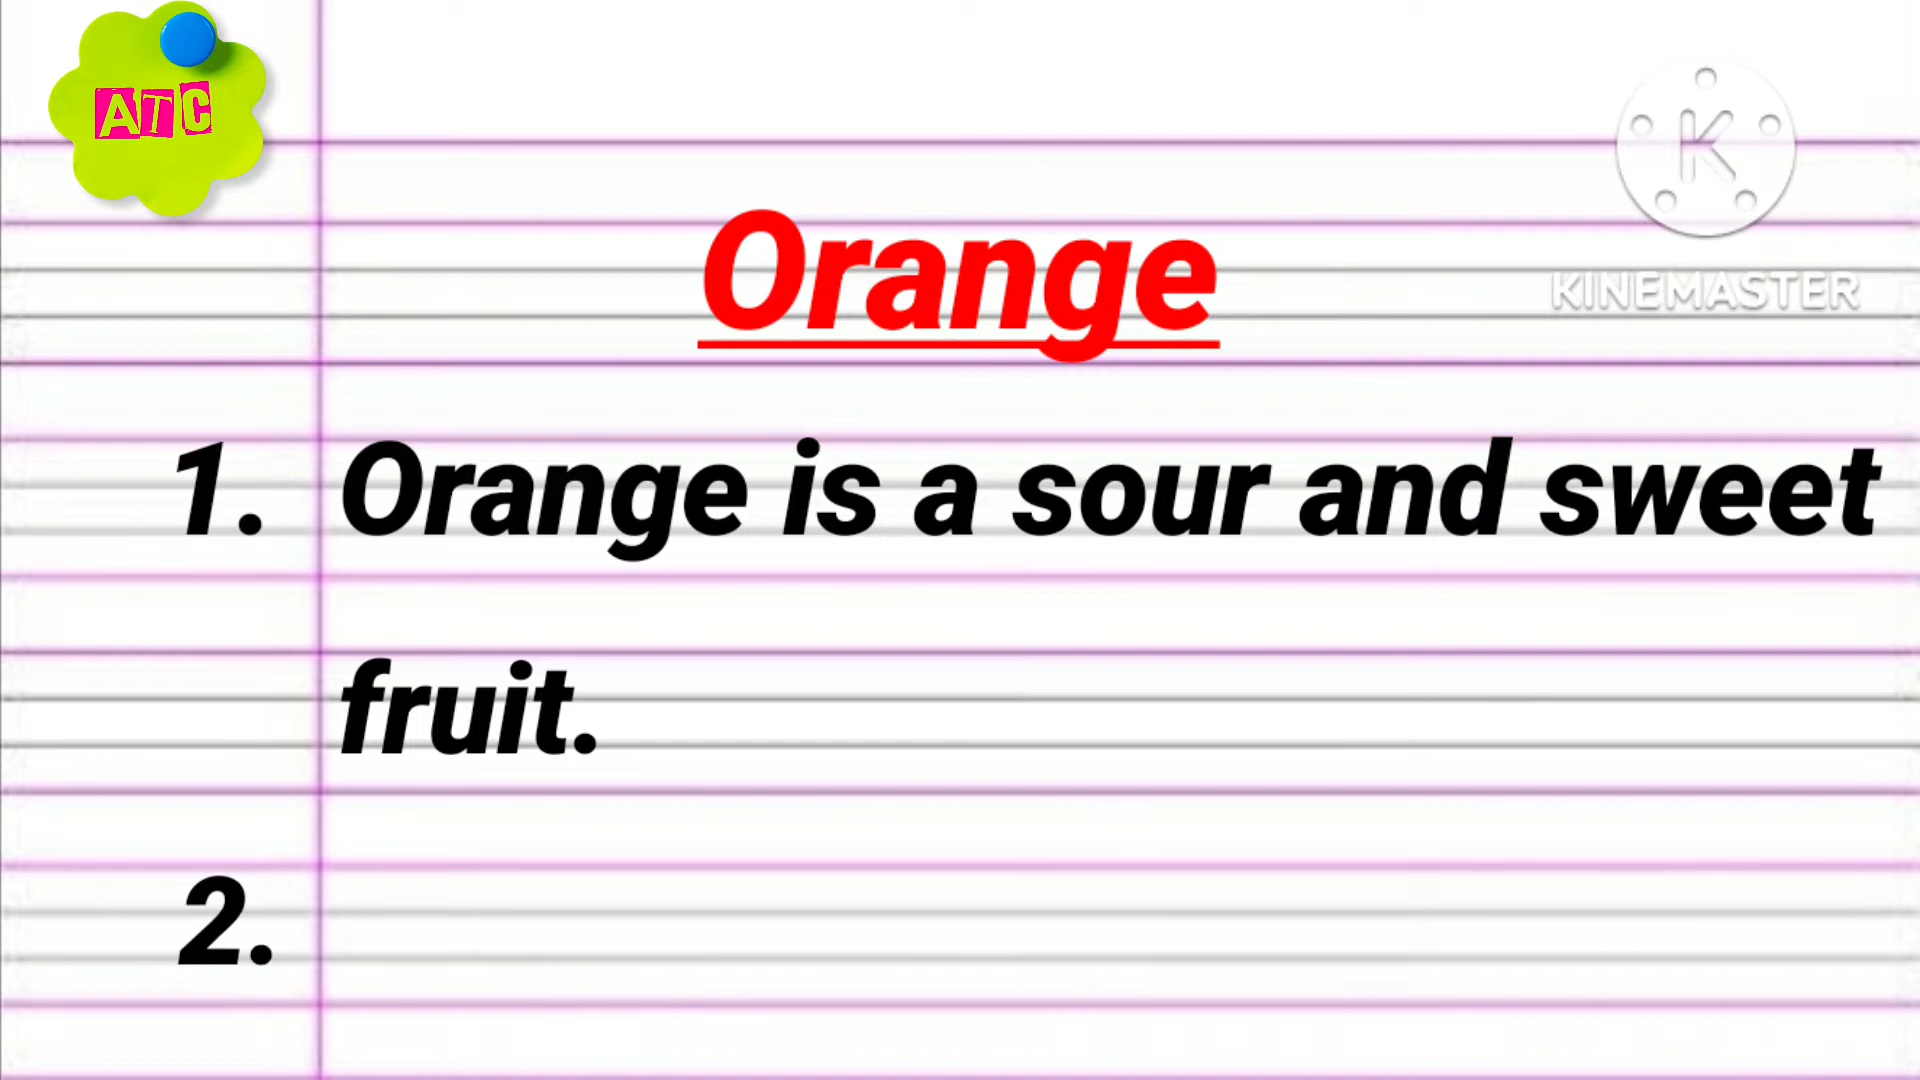 ATC
KINEMASTER
Orange
1. Orange is a sour and sweet
fruit.
2.